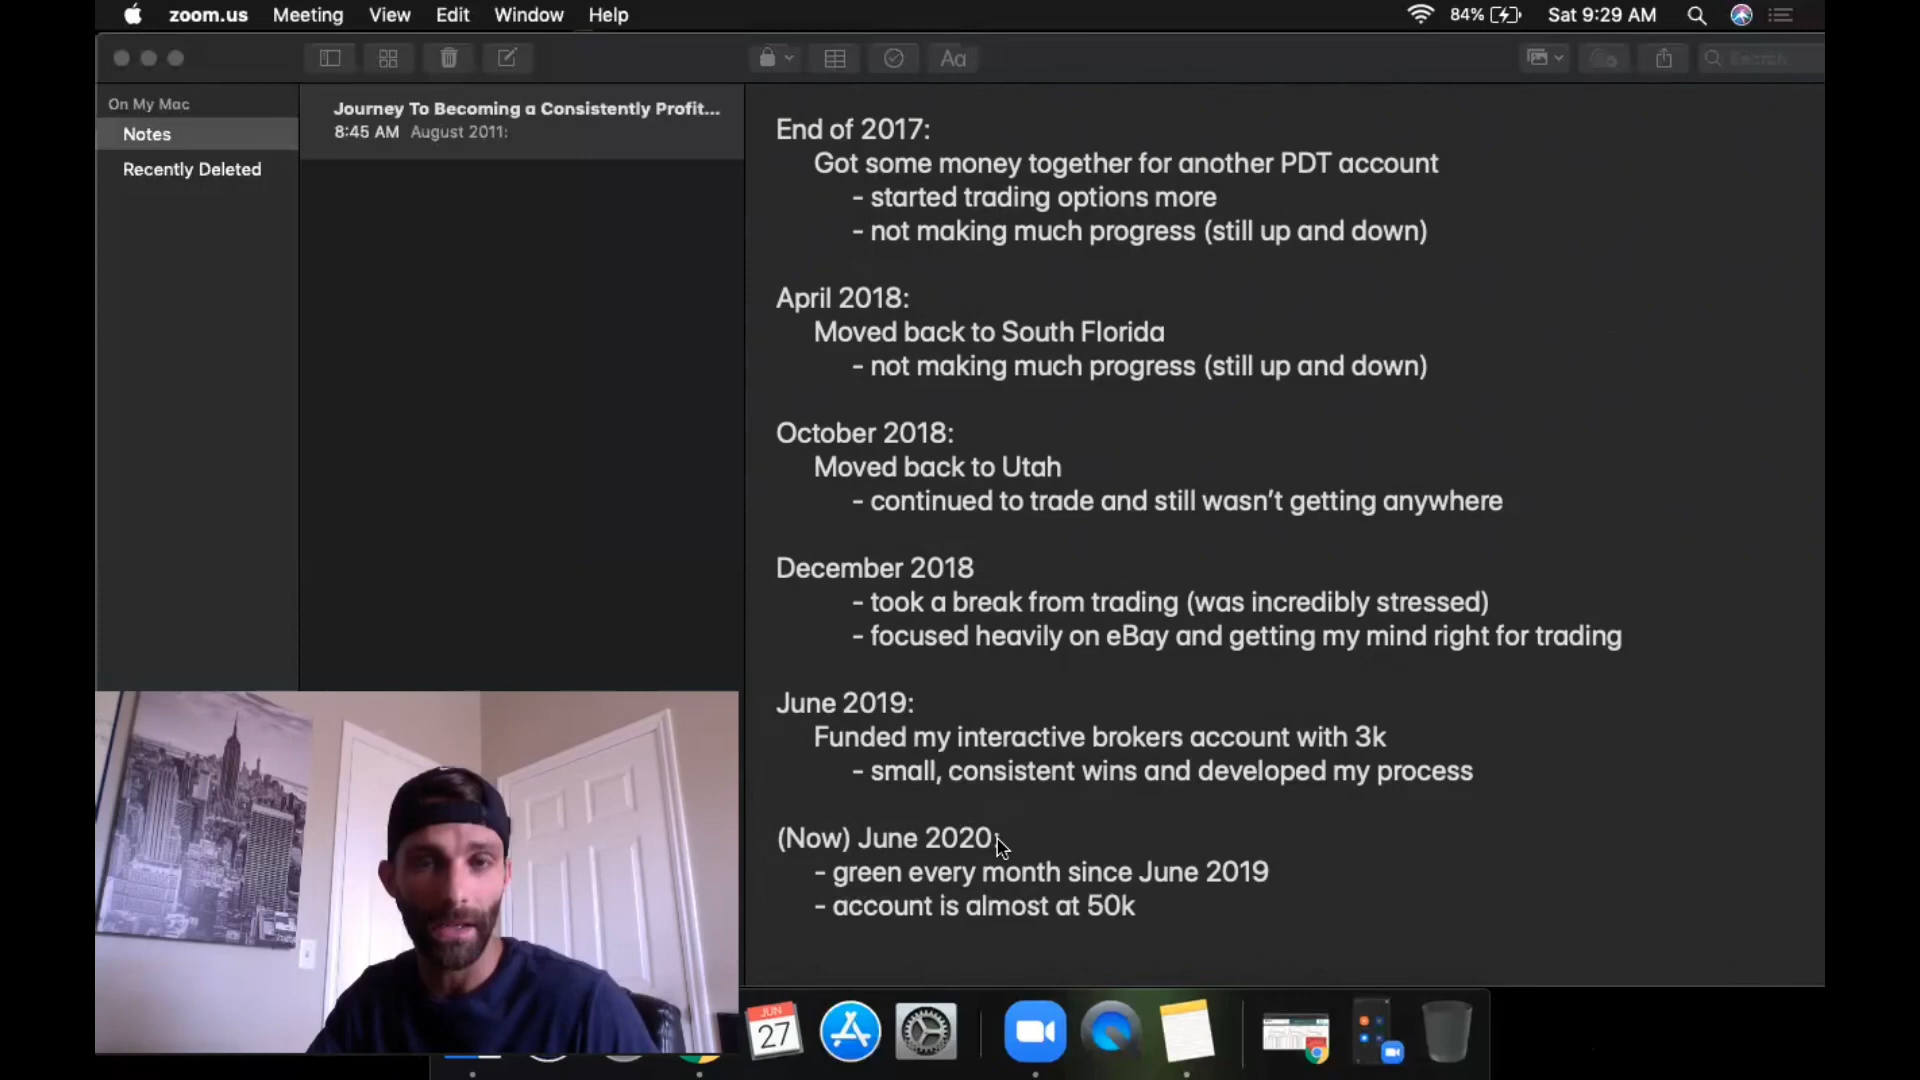 zoom.us Meeting View Edit Window Help
84% Sat 9:29 AM
Aa
Search
On My Mac
Notes
Recently Deleted
Journey To Becoming a Consistently Profit...
8:45 AM August 2011:
End of 2017:
Got some money together for another PDT account
- started trading options more
- not making much progress (still up and down)
April 2018:
Moved back to South Florida
- not making much progress (still up and down)
October 2018:
Moved back to Utah
- continued to trade and still wasn't getting anywhere
December 2018
- took a break from trading (was incredibly stressed)
- focused heavily on eBay and getting my mind right for trading
June 2019:
Funded my interactive brokers account with 3k
- small, consistent wins and developed my process
(Now) June 2020:
- green every month since June 2019
- account is almost at 50k
JUN
27